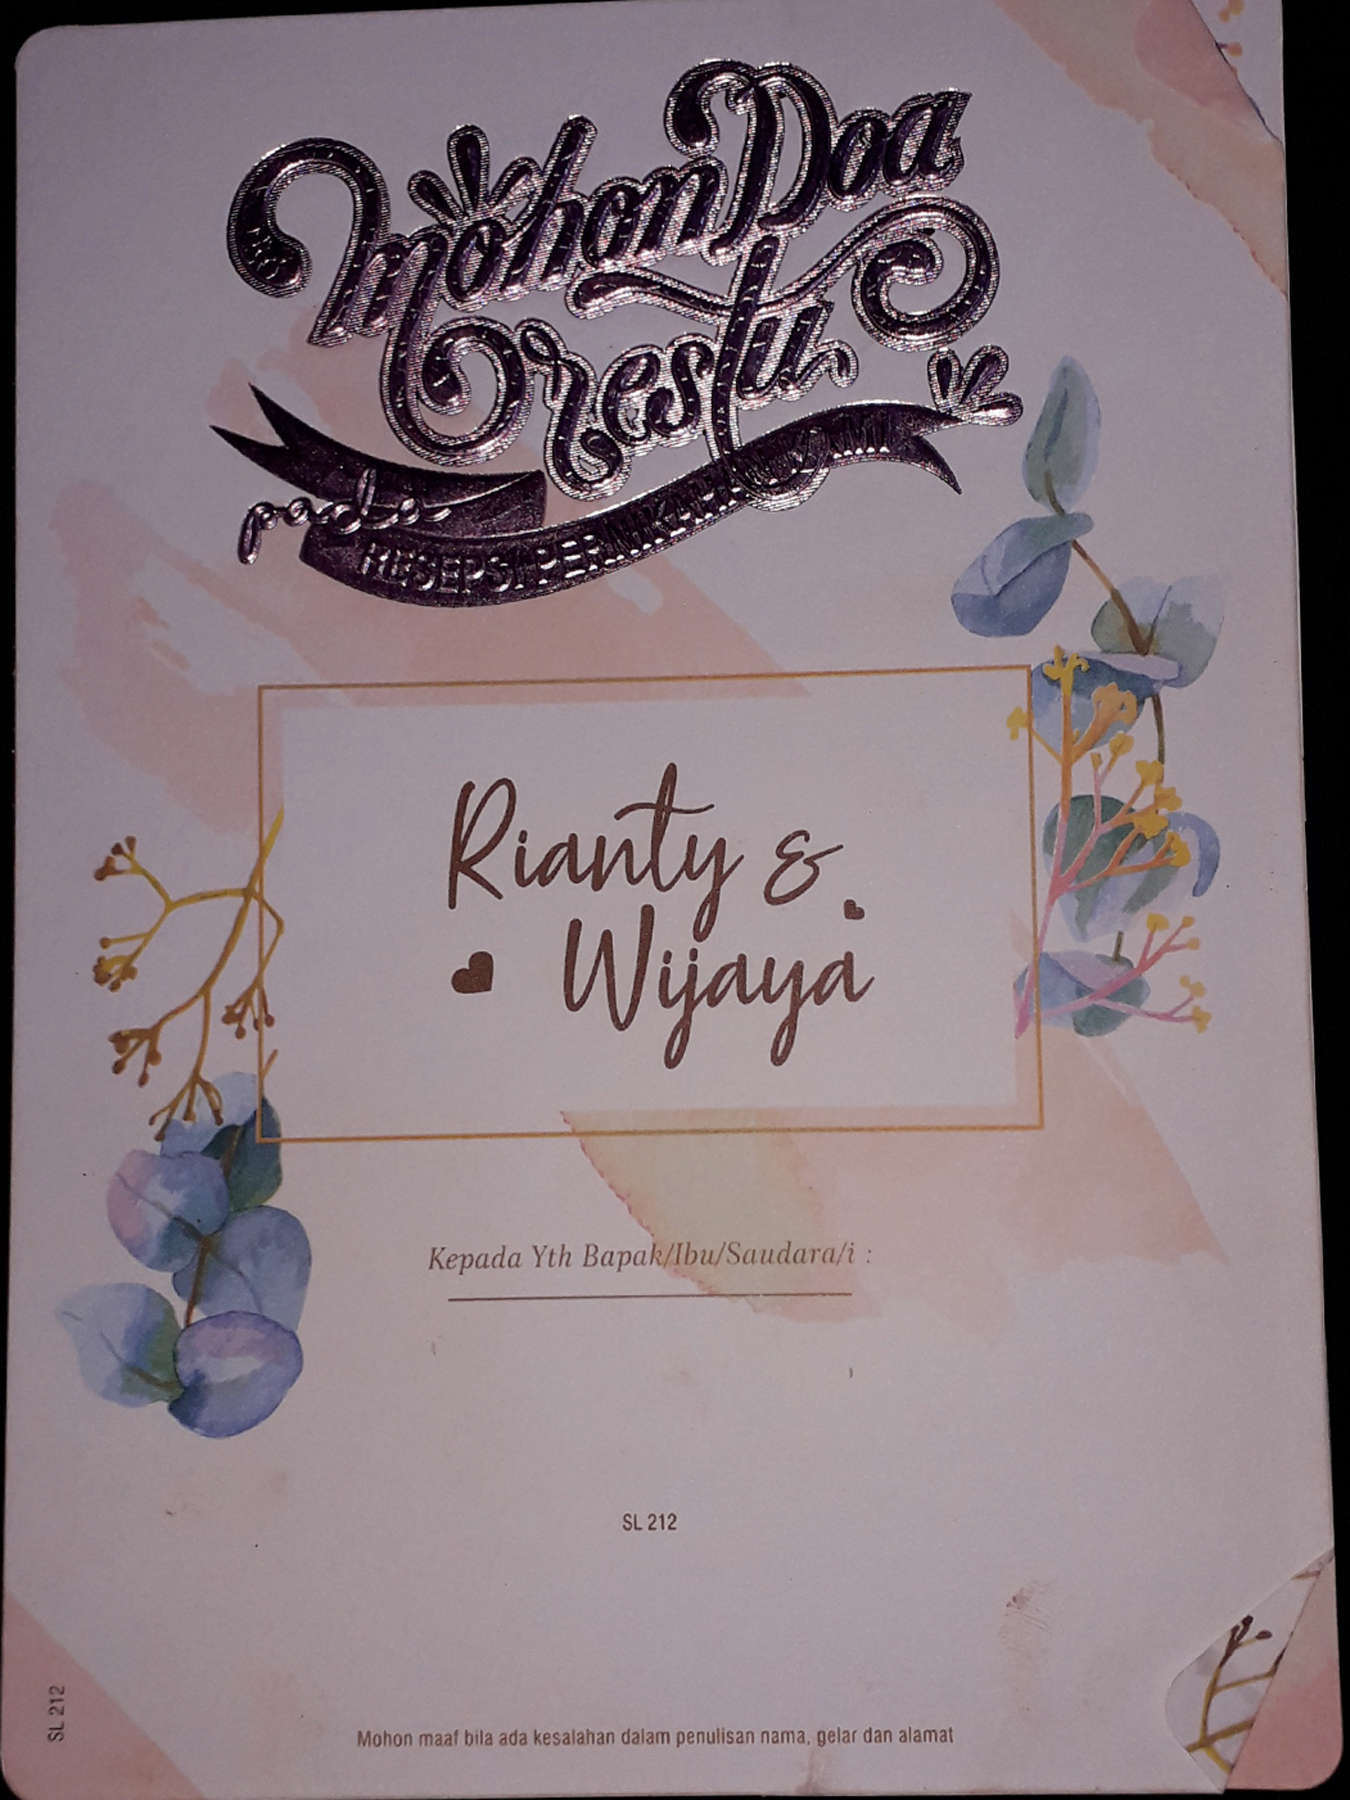 Mohon Doa
restu
pada
RESEPSI PERNIKAHAN KAMI
Rianty &
Wijaya
Kepada Yth Bapak/Ibu/Saudara/i :
SL 212
SL 212
Mohon maaf bila ada kesalahan dalam penulisan nama, gelar dan alamat